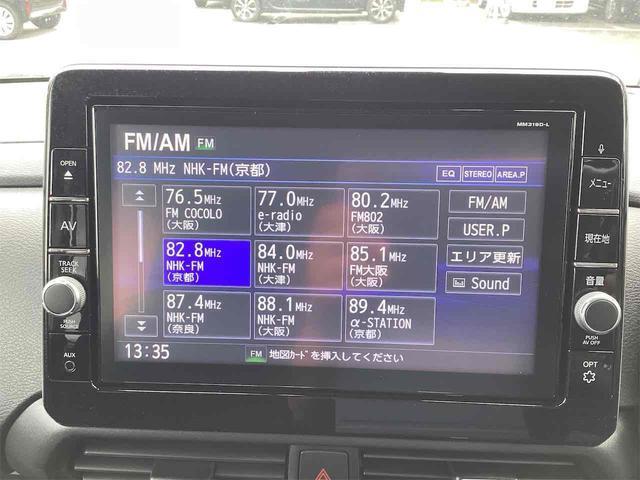 MM319D-L
OPEN
AV
TRACK
SEEK
PUSH
SOURCE
AUX
FM/AM FM
82.8 MHz NHK-FM(京都)
EQ STEREO AREA.P
76.5MHz
FM COCOLO
(大阪)
77.0MHz
e-radio
(大津)
80.2MHz
FM802
(大阪)
82.8MHz
NHK-FM
(京都)
84.0MHz
NHK-FM
(大津)
85.1MHz
FM大阪
(大阪)
87.4MHz
NHK-FM
(奈良)
88.1MHz
NHK-FM
(大阪)
89.4MHz
α-STATION
(京都)
FM/AM
USER.P
エリア更新
Sound
13:35
FM 地図ｶｰﾄﾞを挿入してください
メニュー
現在地
音量
PUSH
AV OFF
OPT